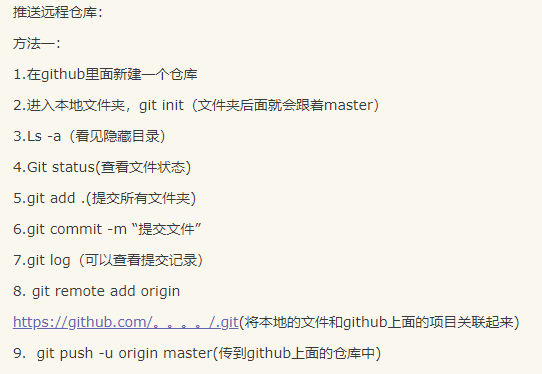 推送远程仓库：
方法一：
1.在github里面新建一个仓库
2.进入本地文件夹，git init（文件夹后面就会跟着master）
3.Ls -a（看见隐藏目录）
4.Git status(查看文件状态)
5.git add .(提交所有文件夹)
6.git commit -m “提交文件”
7.git log（可以查看提交记录）
8. git remote add origin
https://github.com/。。。。/.git(将本地的文件和github上面的项目关联起来)
9.  git push -u origin master(传到github上面的仓库中)